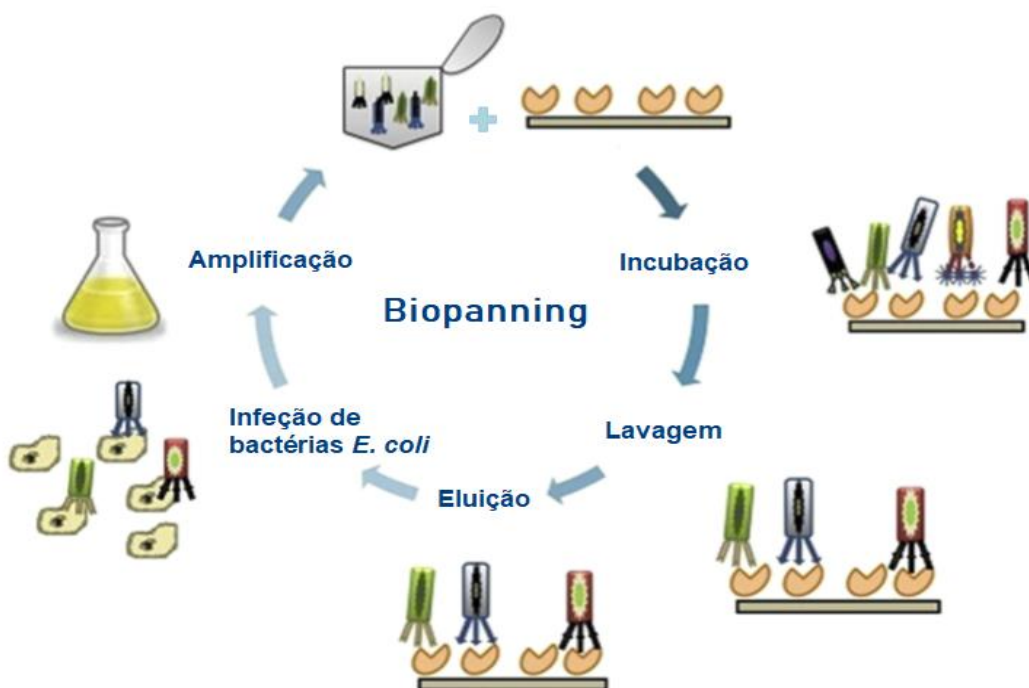 Amplificação
Incubação
Biopanning
Infeção de
bactérias E. coli
Lavagem
Eluição